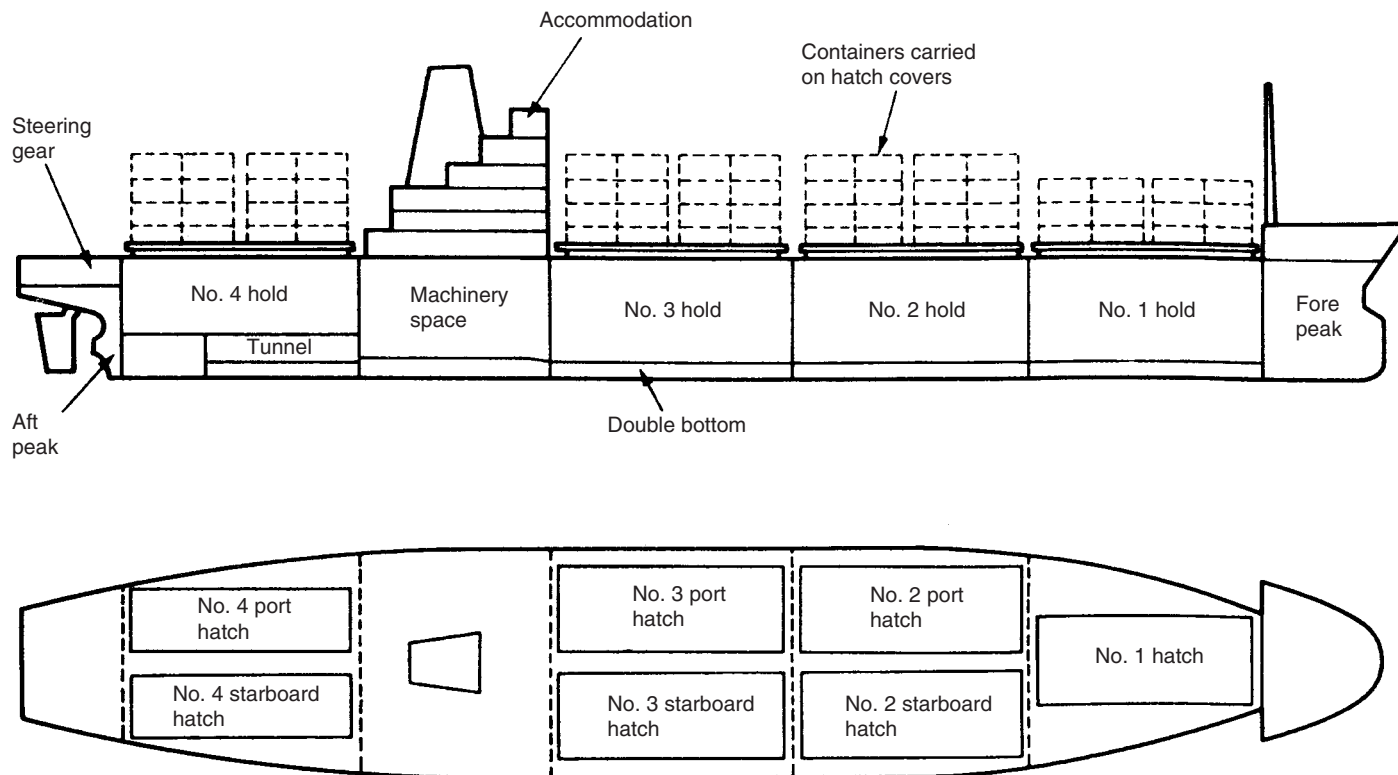 Accommodation
Containers carried
on hatch covers
Steering
gear
No. 4 hold
Machinery
space
No. 3 hold
No. 2 hold
No. 1 hold
Fore
peak
Tunnel
Aft
peak
Double bottom
No. 4 port
hatch
No. 3 port
hatch
No. 2 port
hatch
No. 1 hatch
No. 4 starboard
hatch
No. 3 starboard
hatch
No. 2 starboard
hatch